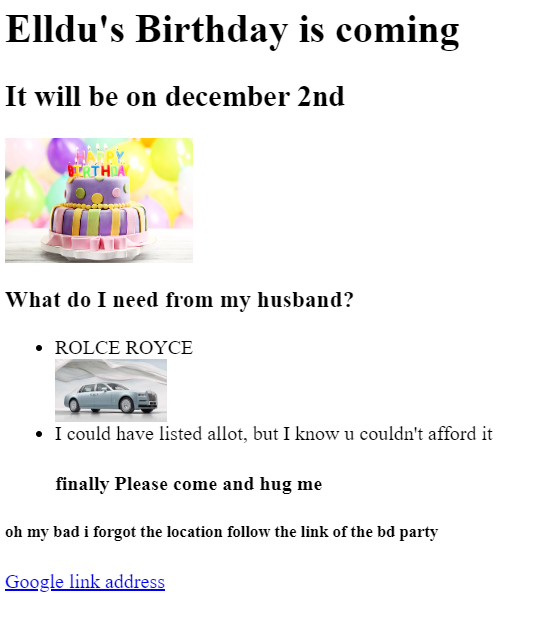 Elldu's Birthday is coming
It will be on december 2nd
HAPPY
BIRTHDAY
What do I need from my husband?
ROLCE ROYCE
I could have listed allot, but I know u couldn't afford it
finally Please come and hug me
oh my bad i forgot the location follow the link of the bd party
Google link address